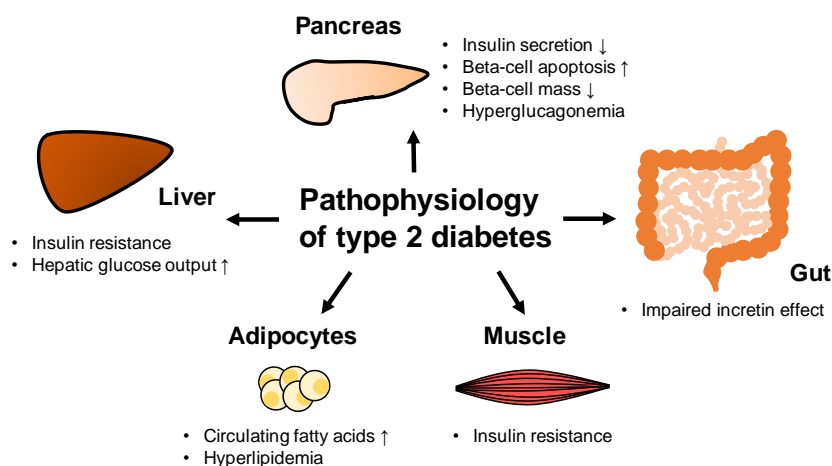 Pancreas
• Insulin secretion ↓
• Beta-cell apoptosis ↑
• Beta-cell mass ↓
• Hyperglucagonemia
Liver
• Insulin resistance
• Hepatic glucose output ↑
Pathophysiology
of type 2 diabetes
Gut
• Impaired incretin effect
Adipocytes
• Circulating fatty acids ↑
• Hyperlipidemia
Muscle
• Insulin resistance